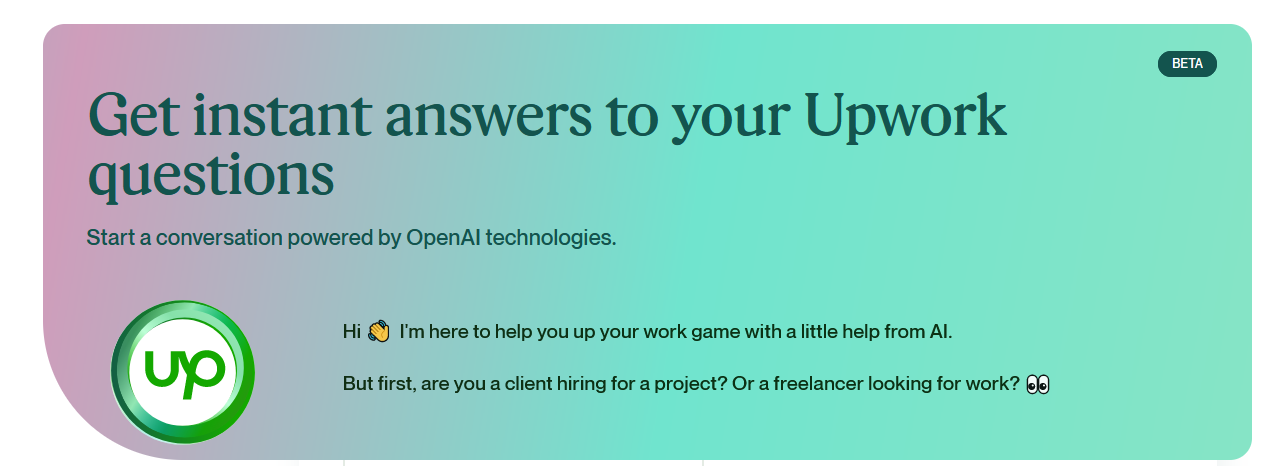 BETA
Get instant answers to your Upwork
questions
Start a conversation powered by OpenAI technologies.
Hi 👋 I'm here to help you up your work game with a little help from AI.
up
But first, are you a client hiring for a project? Or a freelancer looking for work? 👀